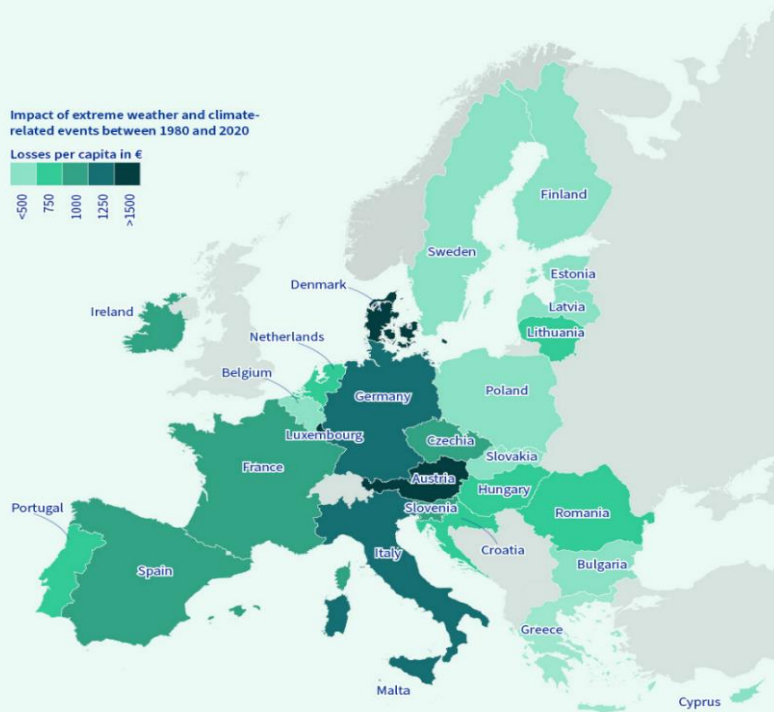 Impact of extreme weather and climate-
related events between 1980 and 2020
Losses per capita in €
<500
750
1000
1250
>1500
Finland
Sweden
Estonia
Denmark
Latvia
Ireland
Lithuania
Netherlands
Belgium
Poland
Germany
Luxembourg
Czechia
Slovakia
France
Austria
Hungary
Portugal
Slovenia
Romania
Croatia
Italy
Bulgaria
Spain
Greece
Malta
Cyprus